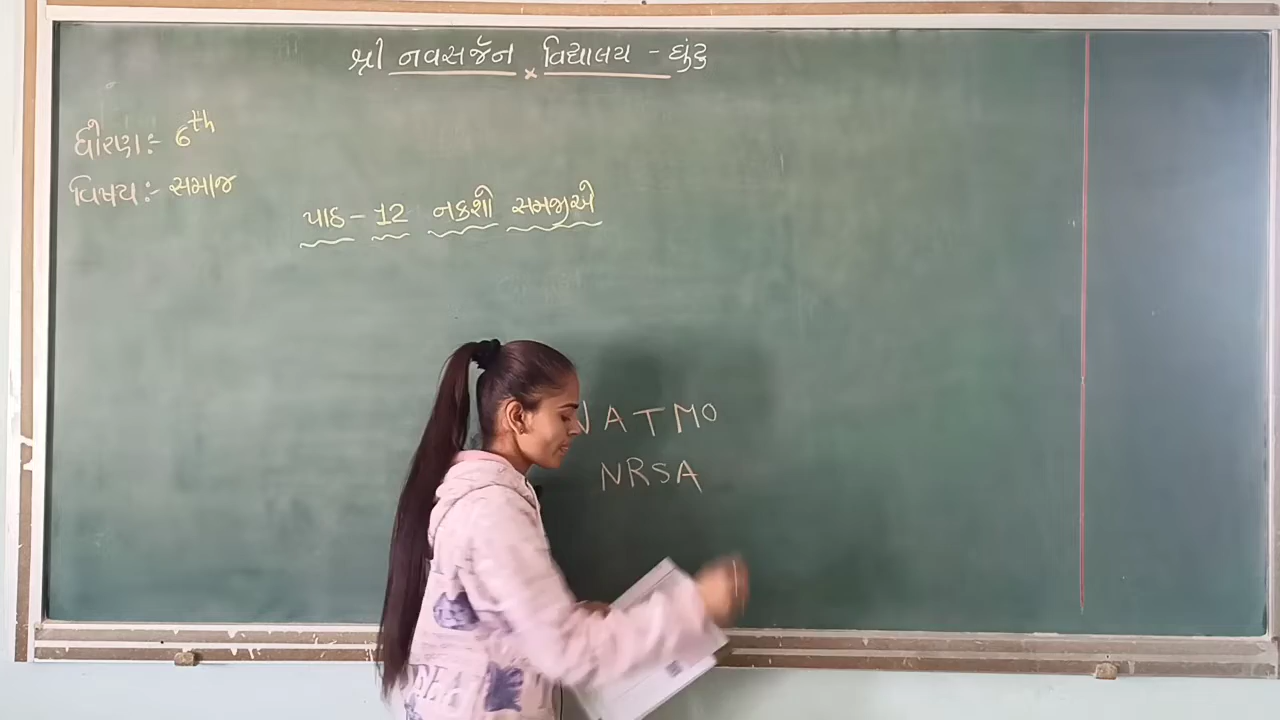 શ્રી નવસર્જન વિદ્યાલય - ઘુંટુ
ધોરણ :- 6th
વિષય :- સમાજ
પાઠ - 12 નકશો સમજીએ
NATMO
NRSA